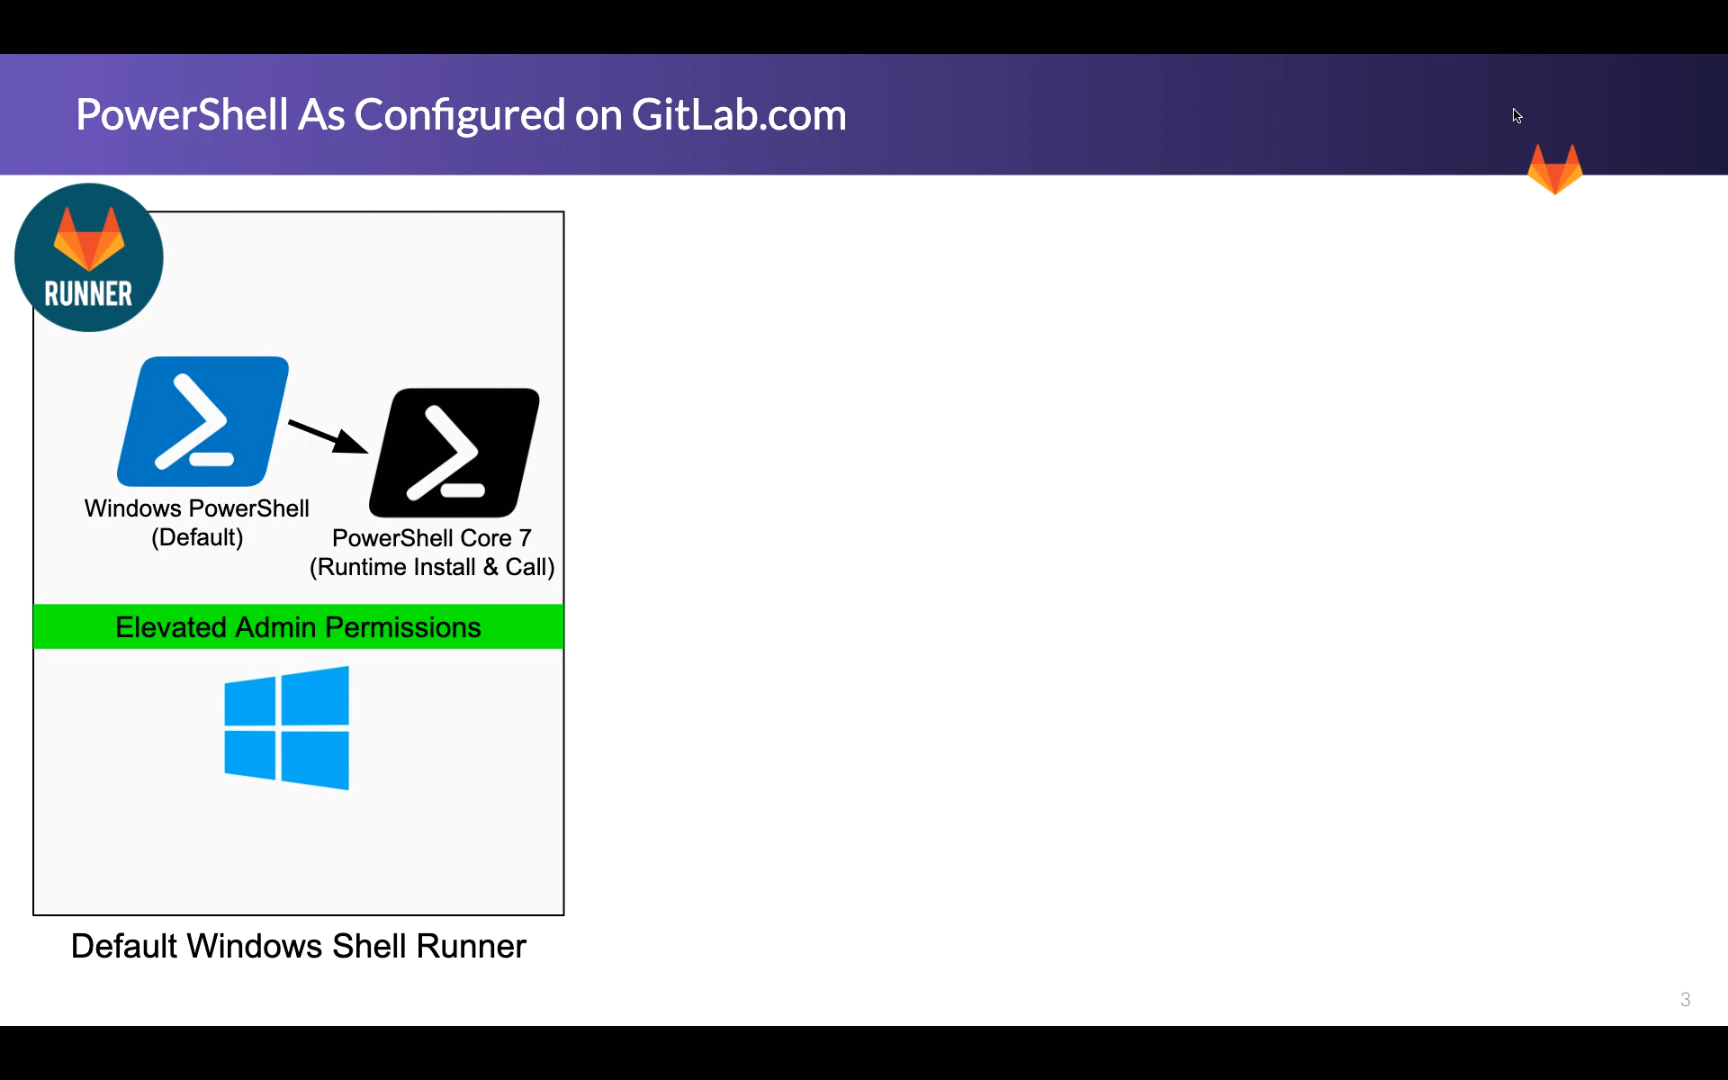 PowerShell As Configured on GitLab.com
RUNNER
Windows PowerShell
(Default)
PowerShell Core 7
(Runtime Install & Call)
Elevated Admin Permissions
Default Windows Shell Runner
3